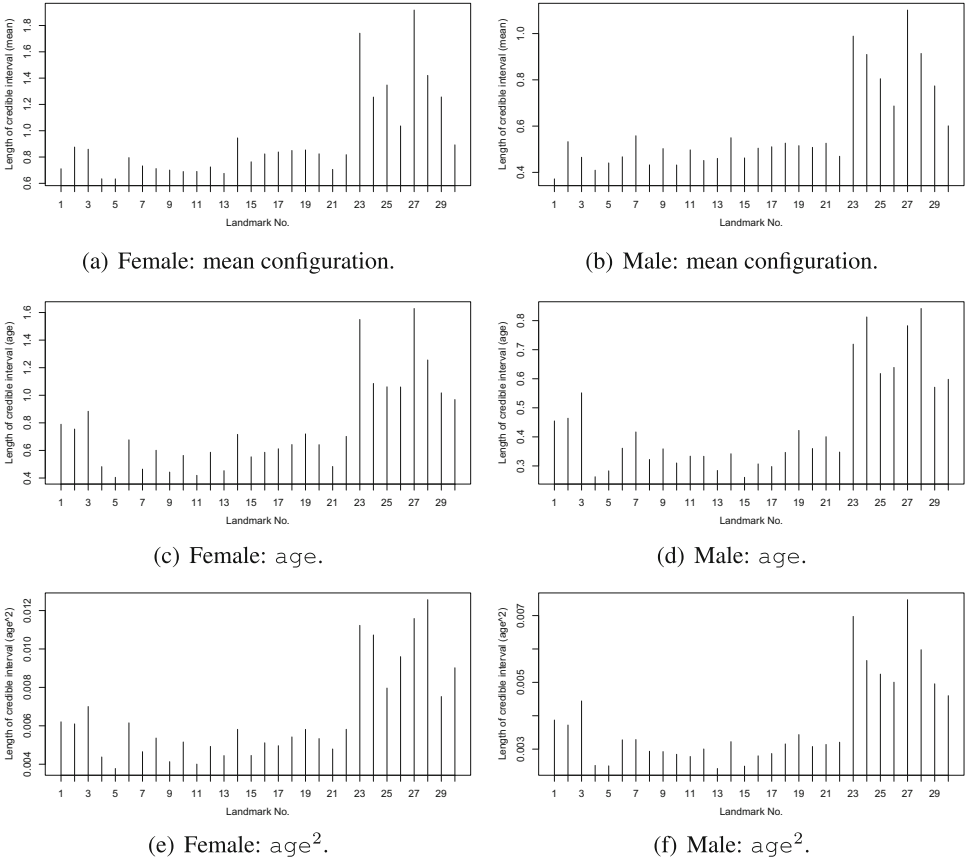 Length of credible interval (mean)
0.6 0.8 1.0 1.2 1.4 1.6 1.8
1 3 5 7 9 11 13 15 17 19 21 23 25 27 29
Landmark No.
(a) Female: mean configuration.
Length of credible interval (mean)
0.4 0.6 0.8 1.0
1 3 5 7 9 11 13 15 17 19 21 23 25 27 29
Landmark No.
(b) Male: mean configuration.
Length of credible interval (age)
0.4 0.6 0.8 1.0 1.2 1.4 1.6
1 3 5 7 9 11 13 15 17 19 21 23 25 27 29
Landmark No.
(c) Female: age.
Length of credible interval (age)
0.3 0.4 0.5 0.6 0.7 0.8
1 3 5 7 9 11 13 15 17 19 21 23 25 27 29
Landmark No.
(d) Male: age.
Length of credible interval (age^2)
0.004 0.006 0.008 0.010 0.012
1 3 5 7 9 11 13 15 17 19 21 23 25 27 29
Landmark No.
(e) Female: age².
Length of credible interval (age^2)
0.003 0.005 0.007
1 3 5 7 9 11 13 15 17 19 21 23 25 27 29
Landmark No.
(f) Male: age².